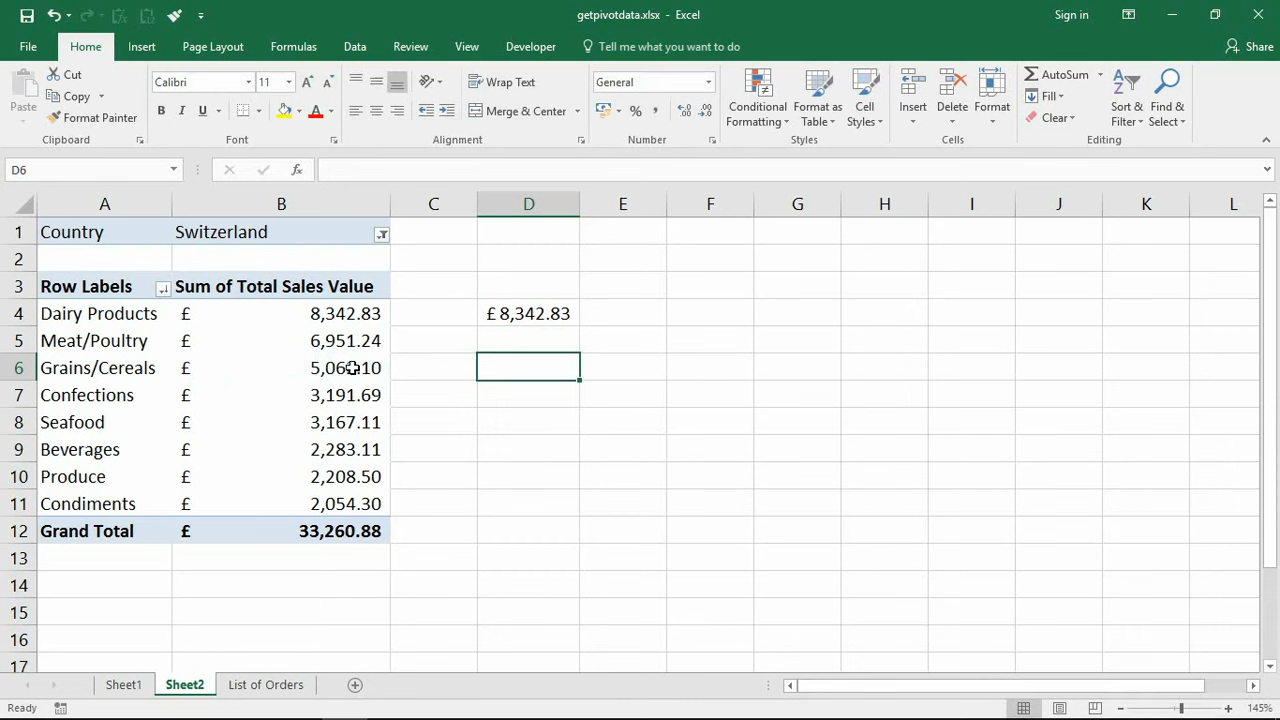 getpivotdata.xlsx - Excel
Sign in
File Home Insert Page Layout Formulas Data Review View Developer Tell me what you want to do Share
Paste
Cut
Copy
Format Painter
Clipboard
Calibri 11
B I U A
Font
Wrap Text
Merge & Center
Alignment
General
%
Number
Conditional Formatting
Format as Table
Cell Styles
Styles
Insert Delete Format
Cells
AutoSum
Fill
Clear
Sort & Filter
Find & Select
Editing
D6 fx
A B C D E F G H I J K L
1 Country Switzerland
2
3 Row Labels Sum of Total Sales Value
4 Dairy Products £ 8,342.83 £ 8,342.83
5 Meat/Poultry £ 6,951.24
6 Grains/Cereals £
7 Confections £ 3,191.69
8 Seafood £ 3,167.11
9 Beverages £ 2,283.11
10 Produce £ 2,208.50
11 Condiments £ 2,054.30
12 Grand Total £ 33,260.88
13
14
15
16
17
Sheet1 Sheet2 List of Orders
Ready
145%